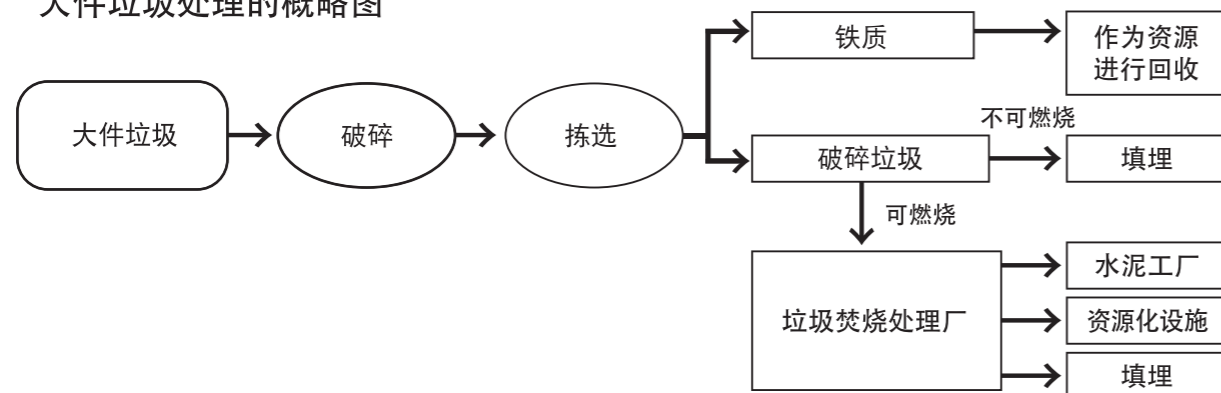 大件垃圾处理的概略图
大件垃圾
破碎
拣选
铁质
作为资源
进行回收
破碎垃圾
不可燃烧
填埋
可燃烧
垃圾焚烧处理厂
水泥工厂
资源化设施
填埋